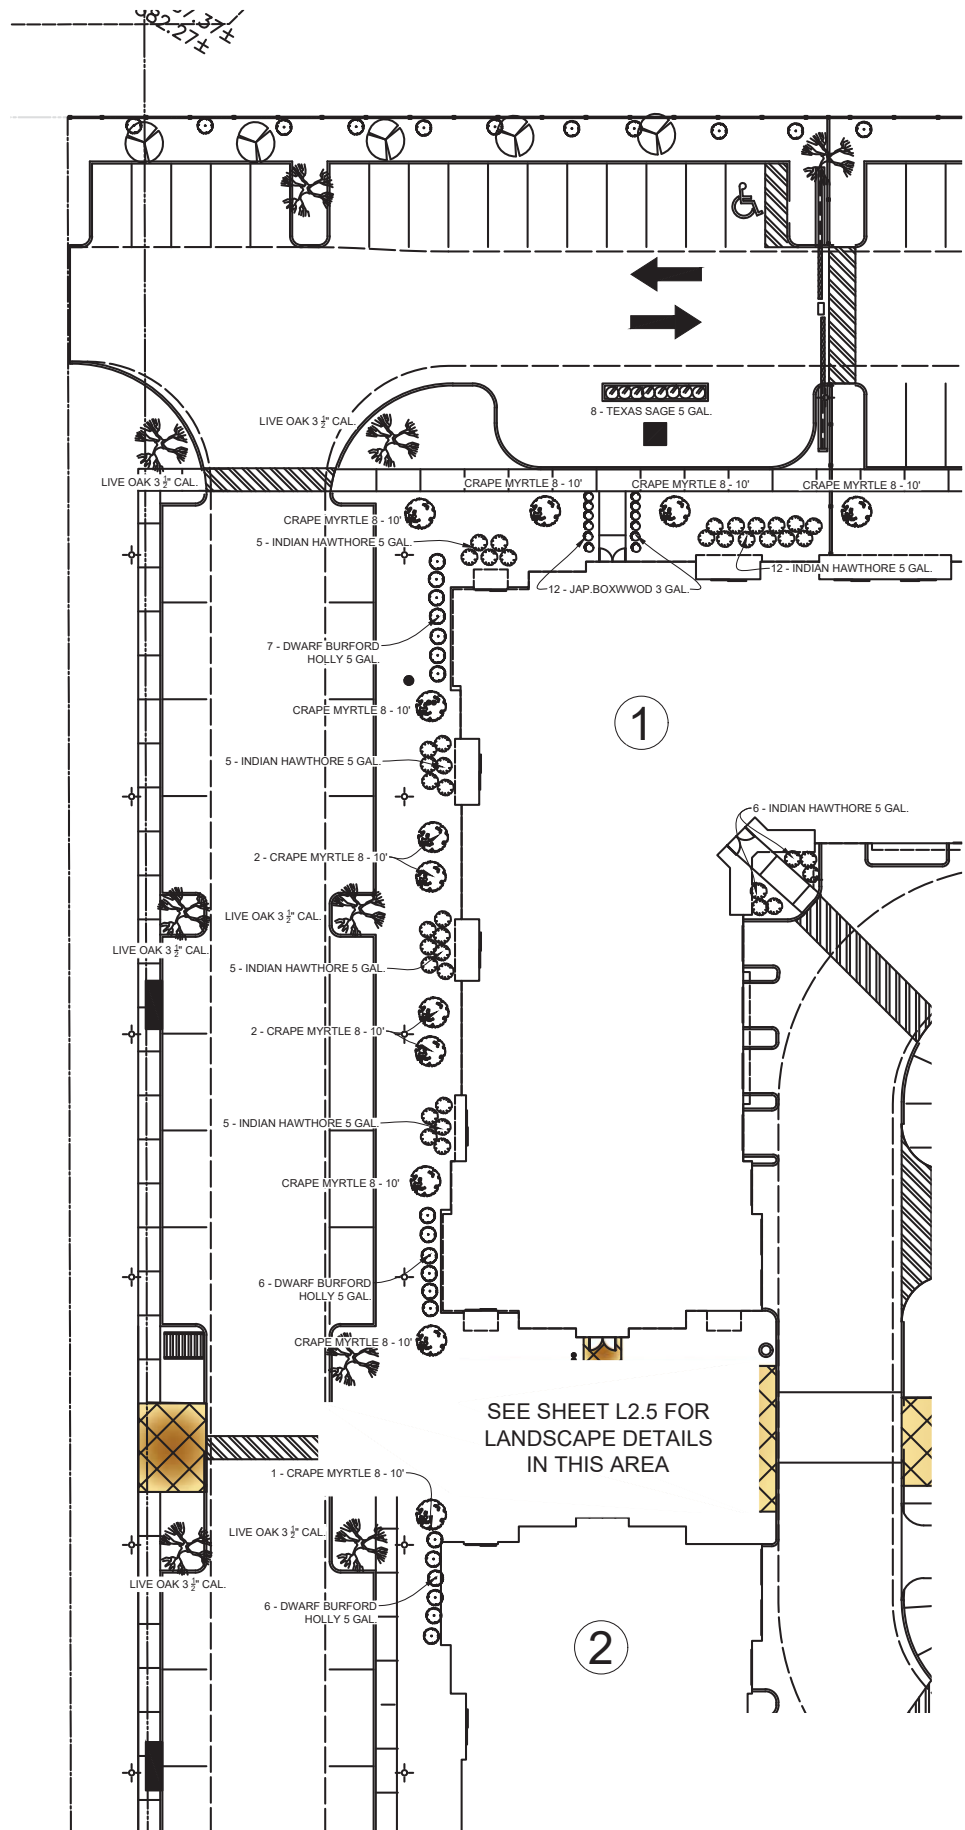 82.27±
8 - TEXAS SAGE 5 GAL.
LIVE OAK 3 ½" CAL.
LIVE OAK 3 ½" CAL.
CRAPE MYRTLE 8 - 10'
CRAPE MYRTLE 8 - 10'
CRAPE MYRTLE 8 - 10'
CRAPE MYRTLE 8 - 10'
5 - INDIAN HAWTHORE 5 GAL.
12 - INDIAN HAWTHORE 5 GAL.
12 - JAP.BOXWWOD 3 GAL.
7 - DWARF BURFORD
HOLLY 5 GAL.
CRAPE MYRTLE 8 - 10'
1
5 - INDIAN HAWTHORE 5 GAL.
6 - INDIAN HAWTHORE 5 GAL.
2 - CRAPE MYRTLE 8 - 10'
LIVE OAK 3 ½" CAL.
LIVE OAK 3 ½" CAL.
5 - INDIAN HAWTHORE 5 GAL.
2 - CRAPE MYRTLE 8 - 10'
5 - INDIAN HAWTHORE 5 GAL.
CRAPE MYRTLE 8 - 10'
6 - DWARF BURFORD
HOLLY 5 GAL.
CRAPE MYRTLE 8 - 10'
SEE SHEET L2.5 FOR
LANDSCAPE DETAILS
IN THIS AREA
1 - CRAPE MYRTLE 8 - 10'
LIVE OAK 3 ½" CAL.
LIVE OAK 3 ½" CAL.
6 - DWARF BURFORD
HOLLY 5 GAL.
2